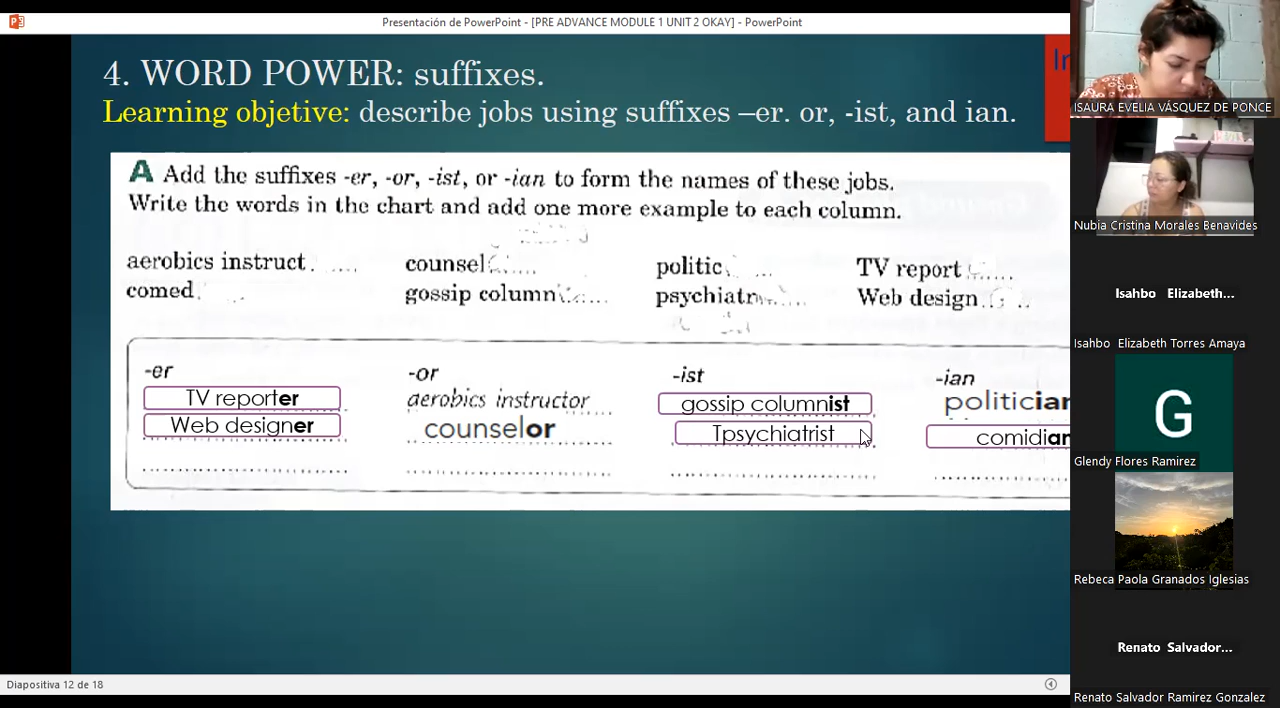 Presentación de PowerPoint - [PRE ADVANCE MODULE 1 UNIT 2 OKAY] - PowerPoint
4. WORD POWER: suffixes.
Learning objetive: describe jobs using suffixes –er. or, -ist, and ian.
A Add the suffixes -er, -or, -ist, or -ian to form the names of these jobs.
Write the words in the chart and add one more example to each column.
aerobics instruct counsel politic TV report
comed gossip column psychiatr Web design
-er -or -ist -ian
TV reporter aerobics instructor gossip columnist politician
Web designer counselor Tpsychiatrist comidian
Diapositiva 12 de 18
ISAURA EVELIA VÁSQUEZ DE PONCE
Nubia Cristina Morales Benavides
Isahbo Elizabeth...
Isahbo Elizabeth Torres Amaya
G
Glendy Flores Ramirez
Rebeca Paola Granados Iglesias
Renato Salvador...
Renato Salvador Ramirez Gonzalez